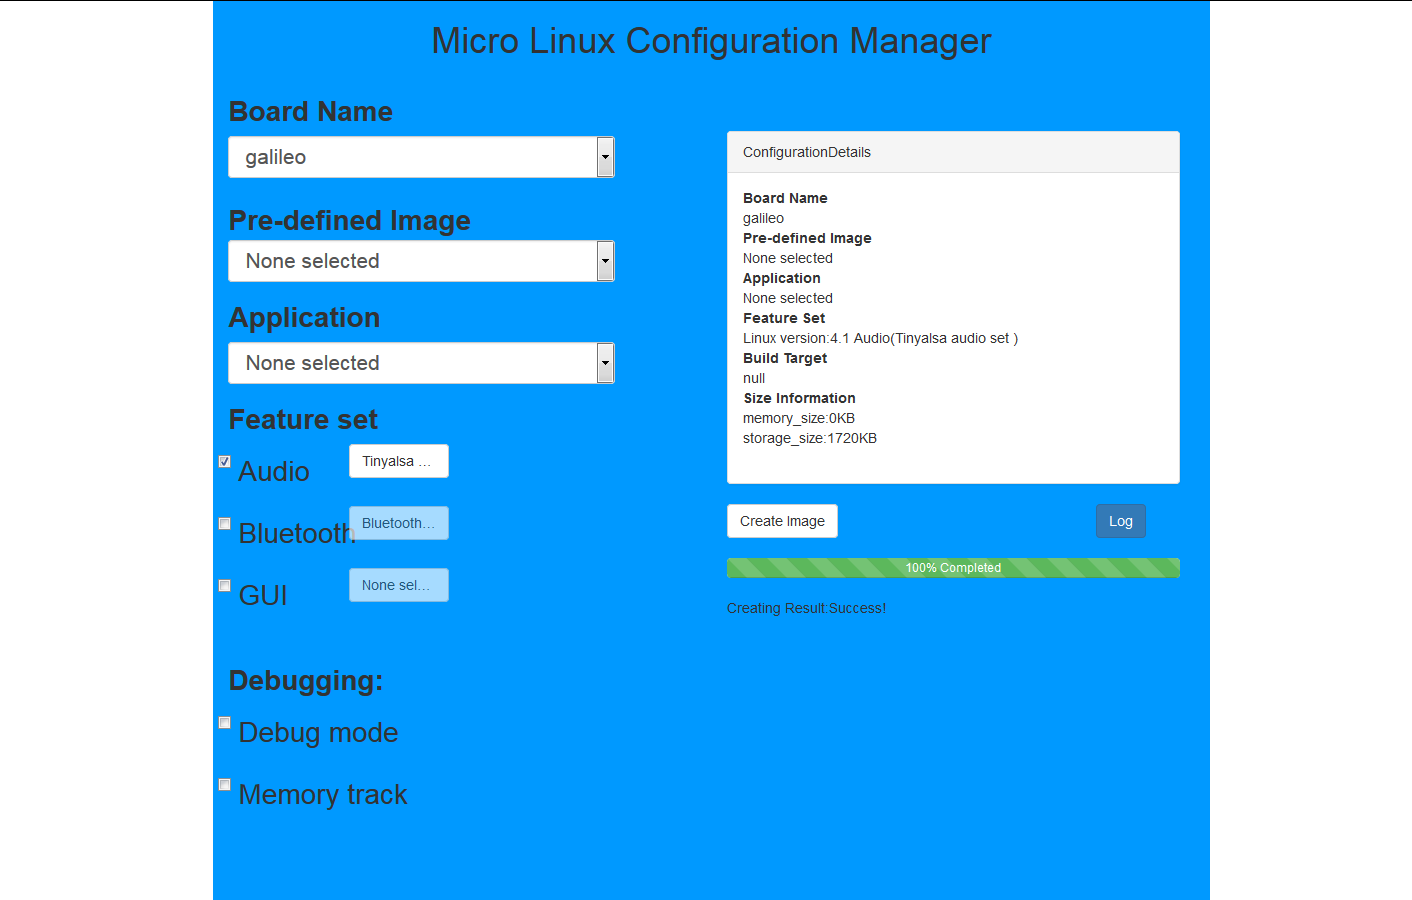 Micro Linux Configuration Manager
Board Name
galileo
Pre-defined Image
None selected
Application
None selected
Feature set
Audio
Tinyalsa ...
Bluetooth
Bluetooth...
GUI
None sel...
Debugging:
Debug mode
Memory track
ConfigurationDetails
Board Name
galileo
Pre-defined Image
None selected
Application
None selected
Feature Set
Linux version:4.1 Audio(Tinyalsa audio set )
Build Target
null
Size Information
memory_size:0KB
storage_size:1720KB
Create Image
Log
100% Completed
Creating Result:Success!